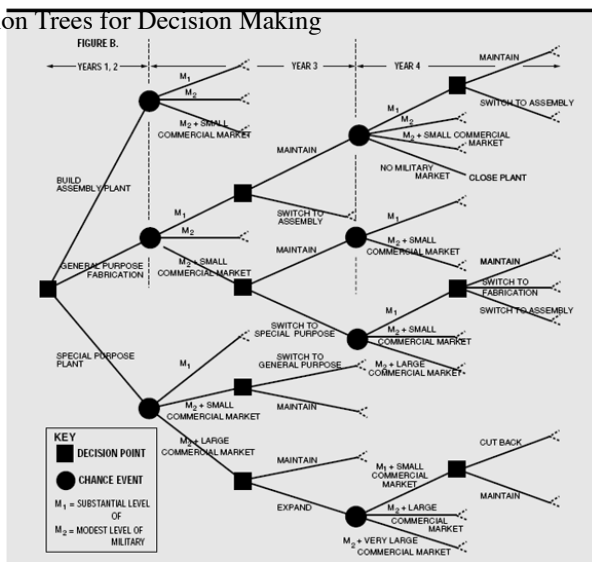 on Trees for Decision Making
FIGURE B.
YEARS 1, 2
YEAR 3
YEAR 4
M1
M2
M2 + SMALL
COMMERCIAL MARKET
BUILD
ASSEMBLY PLANT
GENERAL PURPOSE
FABRICATION
SPECIAL PURPOSE
PLANT
M1
M2
M2 + SMALL
COMMERCIAL MARKET
MAINTAIN
SWITCH TO
ASSEMBLY
MAINTAIN
SWITCH TO
SPECIAL PURPOSE
M1
M2
M2 + SMALL COMMERCIAL
MARKET
NO MILITARY
MARKET
CLOSE PLANT
MAINTAIN
SWITCH TO ASSEMBLY
M1
M2 + SMALL
COMMERCIAL MARKET
M1
M2 + SMALL
COMMERCIAL MARKET
M2 + LARGE
COMMERCIAL MARKET
MAINTAIN
SWITCH TO
FABRICATION
SWITCH TO ASSEMBLY
M1
M2 + SMALL
COMMERCIAL MARKET
M2 + LARGE
COMMERCIAL MARKET
SWITCH TO
GENERAL PURPOSE
MAINTAIN
MAINTAIN
EXPAND
M1 + SMALL
COMMERCIAL
MARKET
M2 + LARGE
COMMERCIAL
MARKET
M2 + VERY LARGE
COMMERCIAL MARKET
CUT BACK
MAINTAIN
KEY
DECISION POINT
CHANCE EVENT
M1 = SUBSTANTIAL LEVEL
OF
M2 = MODEST LEVEL OF
MILITARY